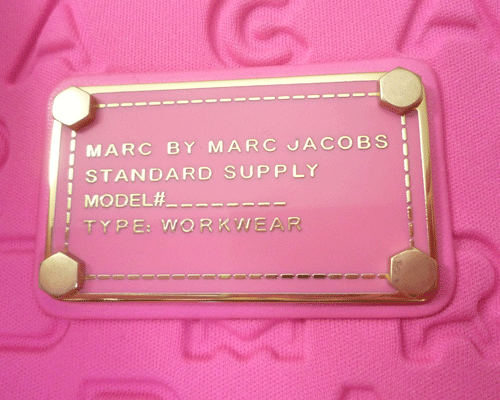 MARC BY MARC JACOBS
STANDARD SUPPLY
MODEL#________
TYPE: WORKWEAR